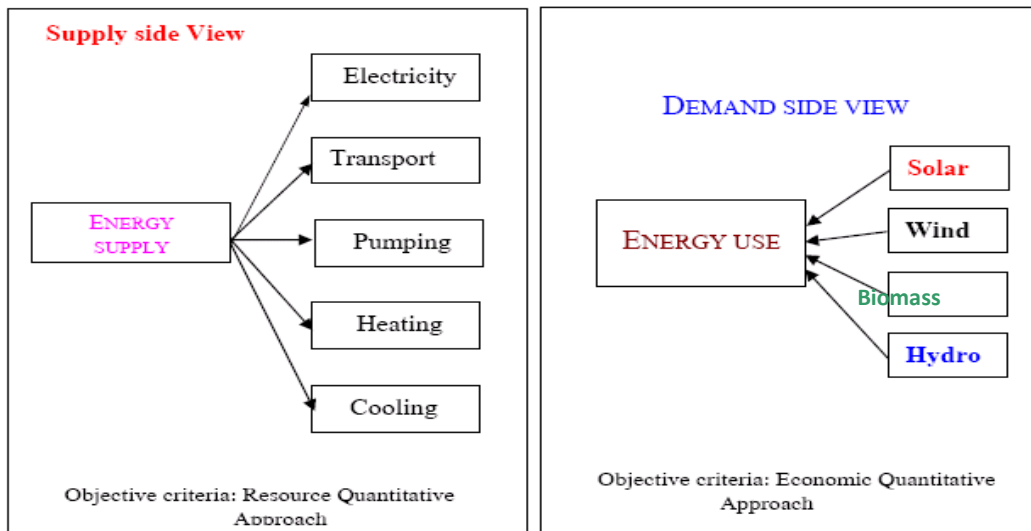 Supply side View
Electricity
Transport
ENERGY
SUPPLY
Pumping
Heating
Cooling
Objective criteria: Resource Quantitative
Approach
DEMAND SIDE VIEW
Solar
ENERGY USE
Wind
Biomass
Hydro
Objective criteria: Economic Quantitative
Approach